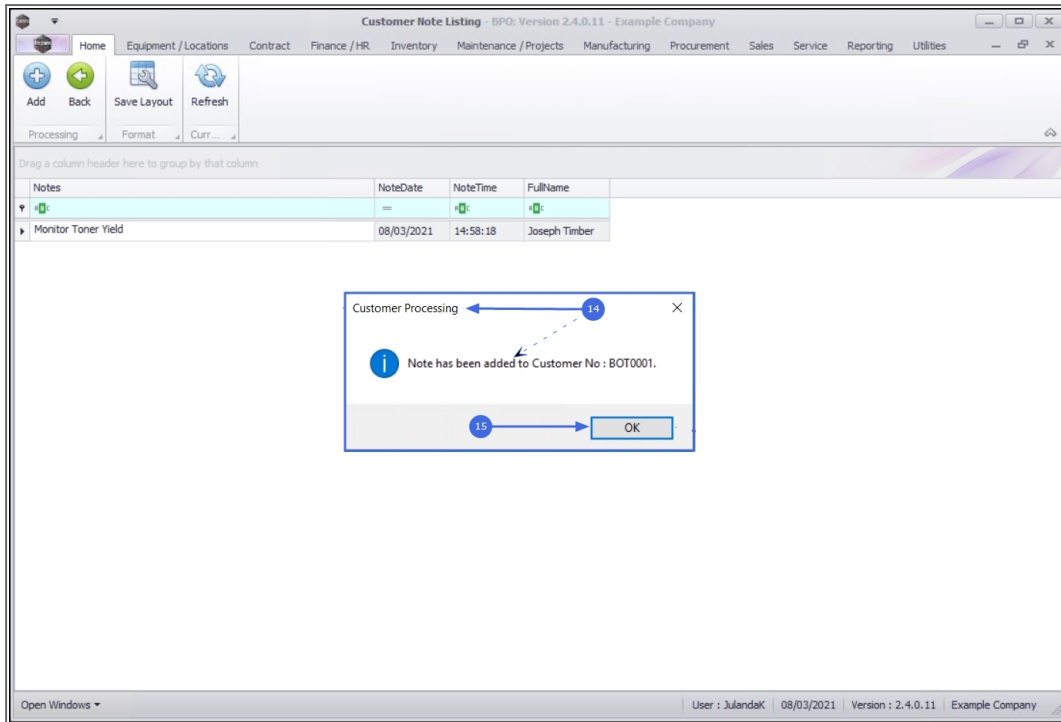 Customer Note Listing - BPO: Version 2.4.0.11 - Example Company
Home Equipment / Locations Contract Finance / HR Inventory Maintenance / Projects Manufacturing Procurement Sales Service Reporting Utilities
Add Back Save Layout Refresh
Processing Format Curr...
Drag a column header here to group by that column
Notes NoteDate NoteTime FullName
=
Monitor Toner Yield 08/03/2021 14:58:18 Joseph Timber
Customer Processing 14
Note has been added to Customer No : BOT0001.
15 OK
Open Windows User : JulandaK 08/03/2021 Version : 2.4.0.11 Example Company